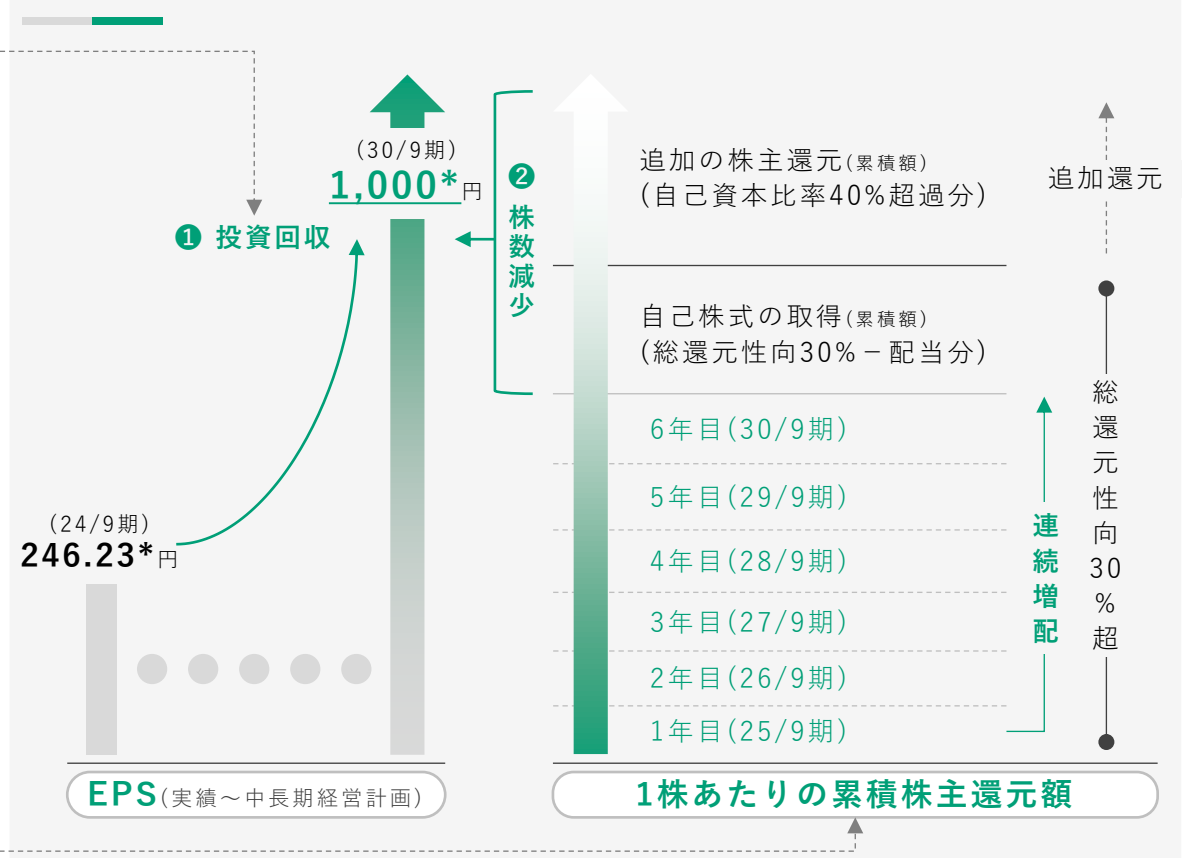 (30/9期)
1,000*円
❶ 投資回収
(24/9期)
246.23*円
EPS(実績～中長期経営計画)
❷株数減少
追加の株主還元(累積額)
(自己資本比率40%超過分)
自己株式の取得(累積額)
(総還元性向30%－配当分)
6年目(30/9期)
5年目(29/9期)
4年目(28/9期)
3年目(27/9期)
2年目(26/9期)
1年目(25/9期)
連続増配
追加還元
総還元性向30%超
1株あたりの累積株主還元額